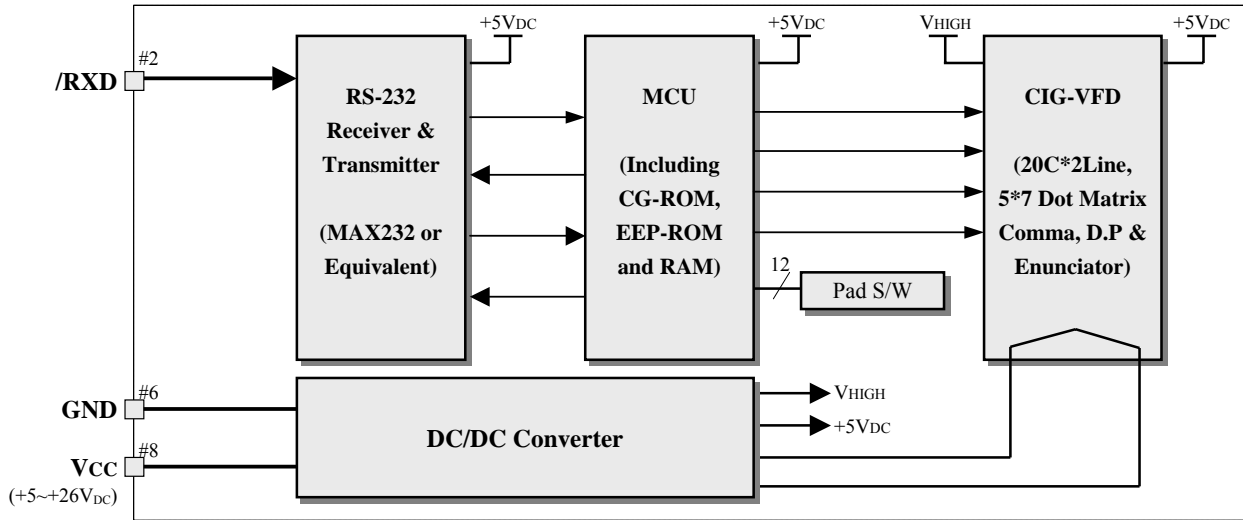 +5VDC
+5VDC
VHIGH
+5VDC
#2
/RXD
RS-232
Receiver &
Transmitter
(MAX232 or
Equivalent)
MCU
(Including
CG-ROM,
EEP-ROM
and RAM)
CIG-VFD
(20C*2Line,
5*7 Dot Matrix
Comma, D.P &
Enunciator)
12
Pad S/W
#6
GND
#8
VCC
(+5~+26VDC)
DC/DC Converter
VHIGH
+5VDC